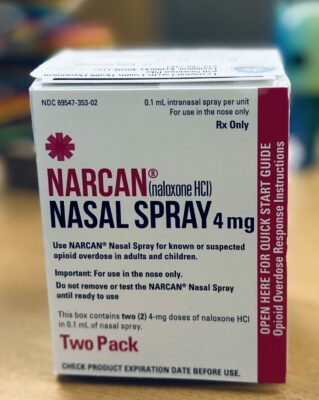 NDC 69547-353-02
0.1 mL intranasal spray per unit
For use in the nose only
Rx Only
NARCAN® (naloxone HCl)
NASAL SPRAY 4 mg
Use NARCAN® Nasal Spray for known or suspected
opioid overdose in adults and children.
Important: For use in the nose only.
Do not remove or test the NARCAN® Nasal Spray
until ready to use
This box contains two (2) 4-mg doses of naloxone HCl
in 0.1 mL of nasal spray.
Two Pack
CHECK PRODUCT EXPIRATION DATE BEFORE USE.
OPEN HERE FOR QUICK START GUIDE
Opioid Overdose Response Instructions